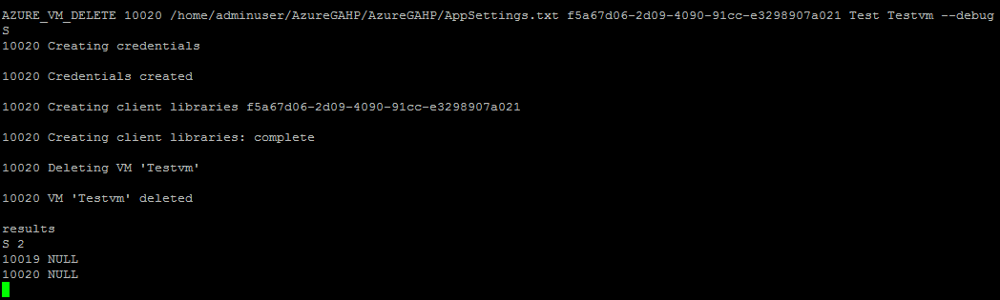 AZURE_VM_DELETE 10020 /home/adminuser/AzureGAHP/AzureGAHP/AppSettings.txt f5a67d06-2d09-4090-91cc-e3298907a021 Test Testvm --debug
S
10020 Creating credentials
10020 Credentials created
10020 Creating client libraries f5a67d06-2d09-4090-91cc-e3298907a021
10020 Creating client libraries: complete
10020 Deleting VM 'Testvm'
10020 VM 'Testvm' deleted
results
S 2
10019 NULL
10020 NULL